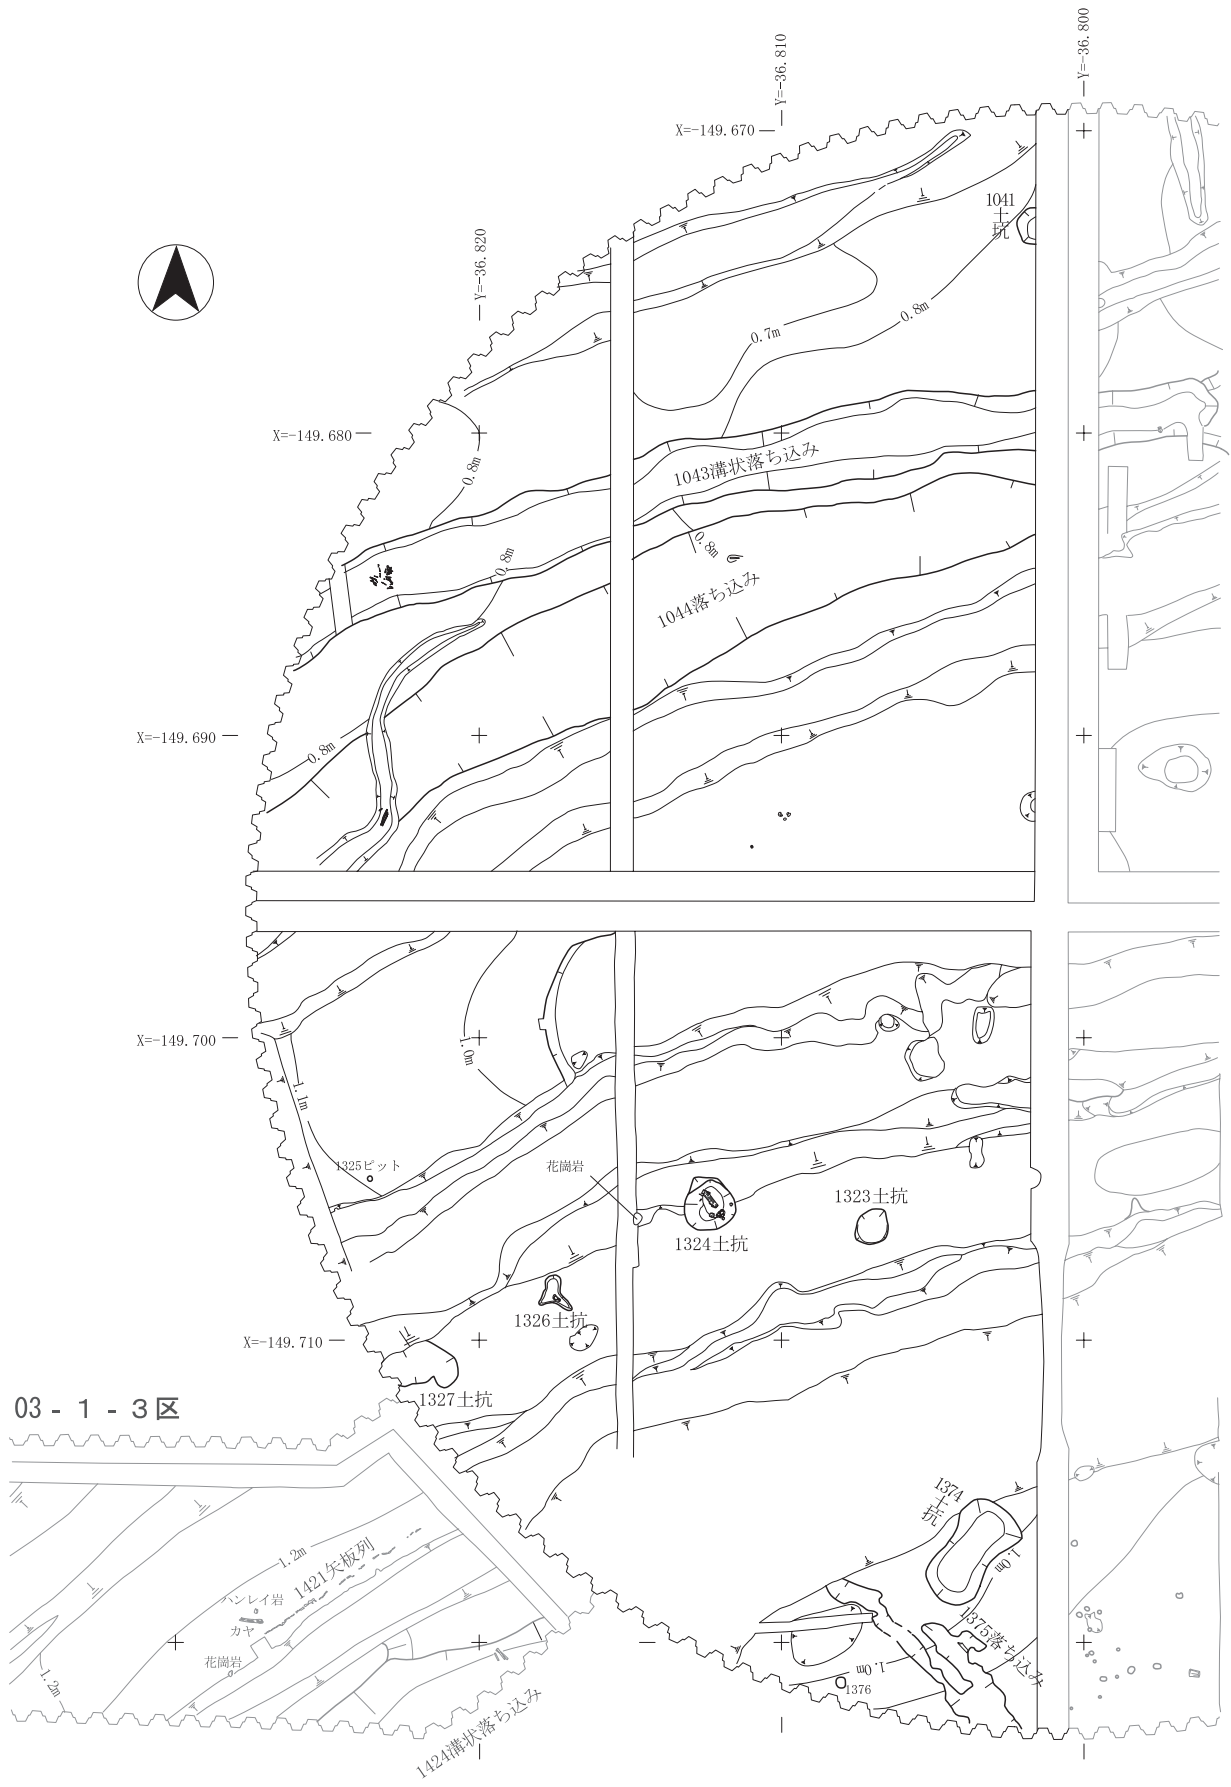 Y=-36.800
Y=-36.810
X=-149.670
1041
土
坑
Y=-36.820
0.8m
0.7m
X=-149.680
1043溝状落ち込み
0.8m
0.8m
0.8m
1044落ち込み
X=-149.690
0.8m
X=-149.700
1.0m
1.1m
1325ピット
花崗岩
1323土抗
1324土抗
1326土抗
X=-149.710
1327土抗
03 - 1 - 3区
1374
土
抗
1.2m
1421矢板列
1.0m
ハンレイ岩
カヤ
花崗岩
1375落ち込み
1.0m
1.2m
1376
1424溝状落ち込み